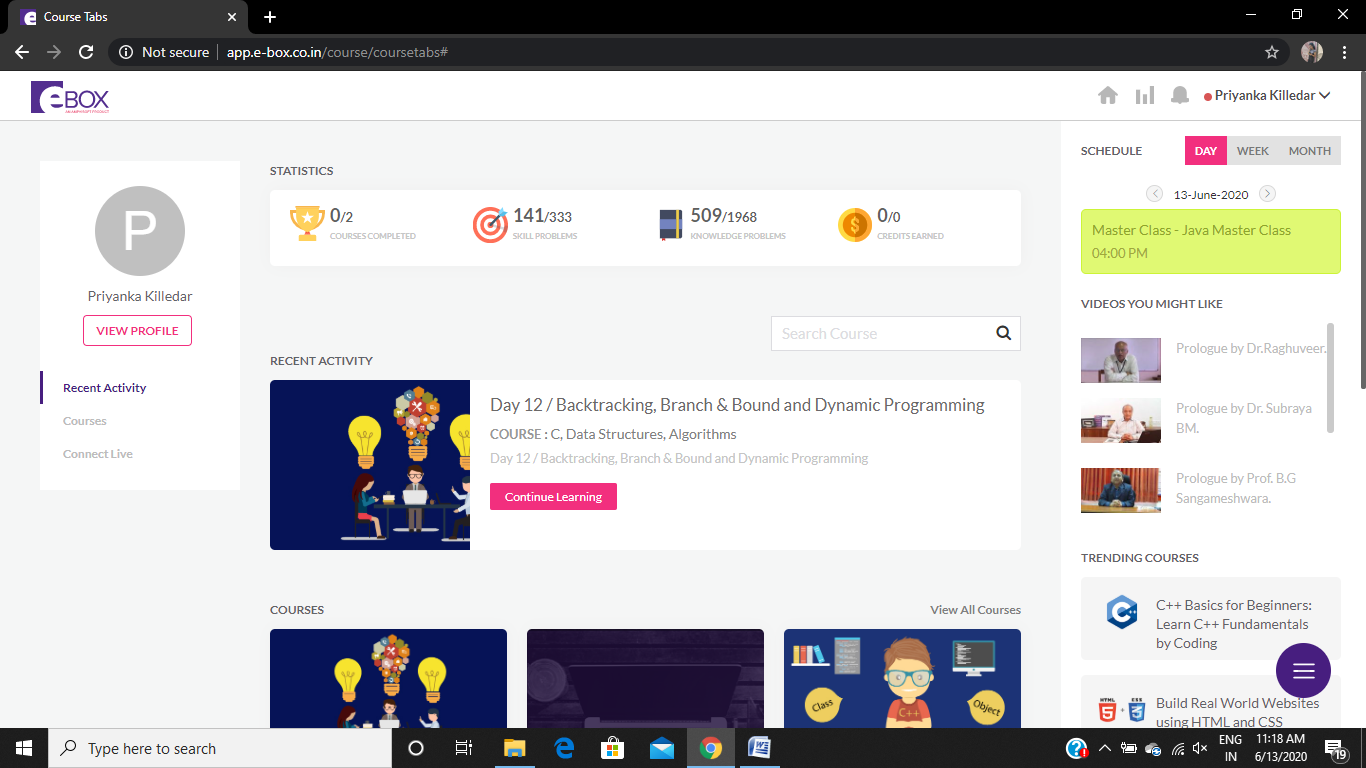 Course Tabs
Not secure
app.e-box.co.in/course/coursetabs#
eBOX
Priyanka Killedar
P
Priyanka Killedar
VIEW PROFILE
Recent Activity
Courses
Connect Live
STATISTICS
0/2
COURSES COMPLETED
141/333
SKILL PROBLEMS
509/1968
KNOWLEDGE PROBLEMS
0/0
CREDITS EARNED
Search Course
RECENT ACTIVITY
Day 12 / Backtracking, Branch & Bound and Dynamic Programming
COURSE : C, Data Structures, Algorithms
Day 12 / Backtracking, Branch & Bound and Dynamic Programming
Continue Learning
COURSES
View All Courses
Class
C++
Object
SCHEDULE
DAY
WEEK
MONTH
13-June-2020
Master Class - Java Master Class
04:00 PM
VIDEOS YOU MIGHT LIKE
Prologue by Dr.Raghuveer.
Prologue by Dr. Subraya
BM.
Prologue by Prof. B.G
Sangameshwara.
TRENDING COURSES
C++ Basics for Beginners:
Learn C++ Fundamentals
by Coding
HTML
CSS
Build Real World Websites
using HTML and CSS
Type here to search
ENG
IN
11:18 AM
6/13/2020
19